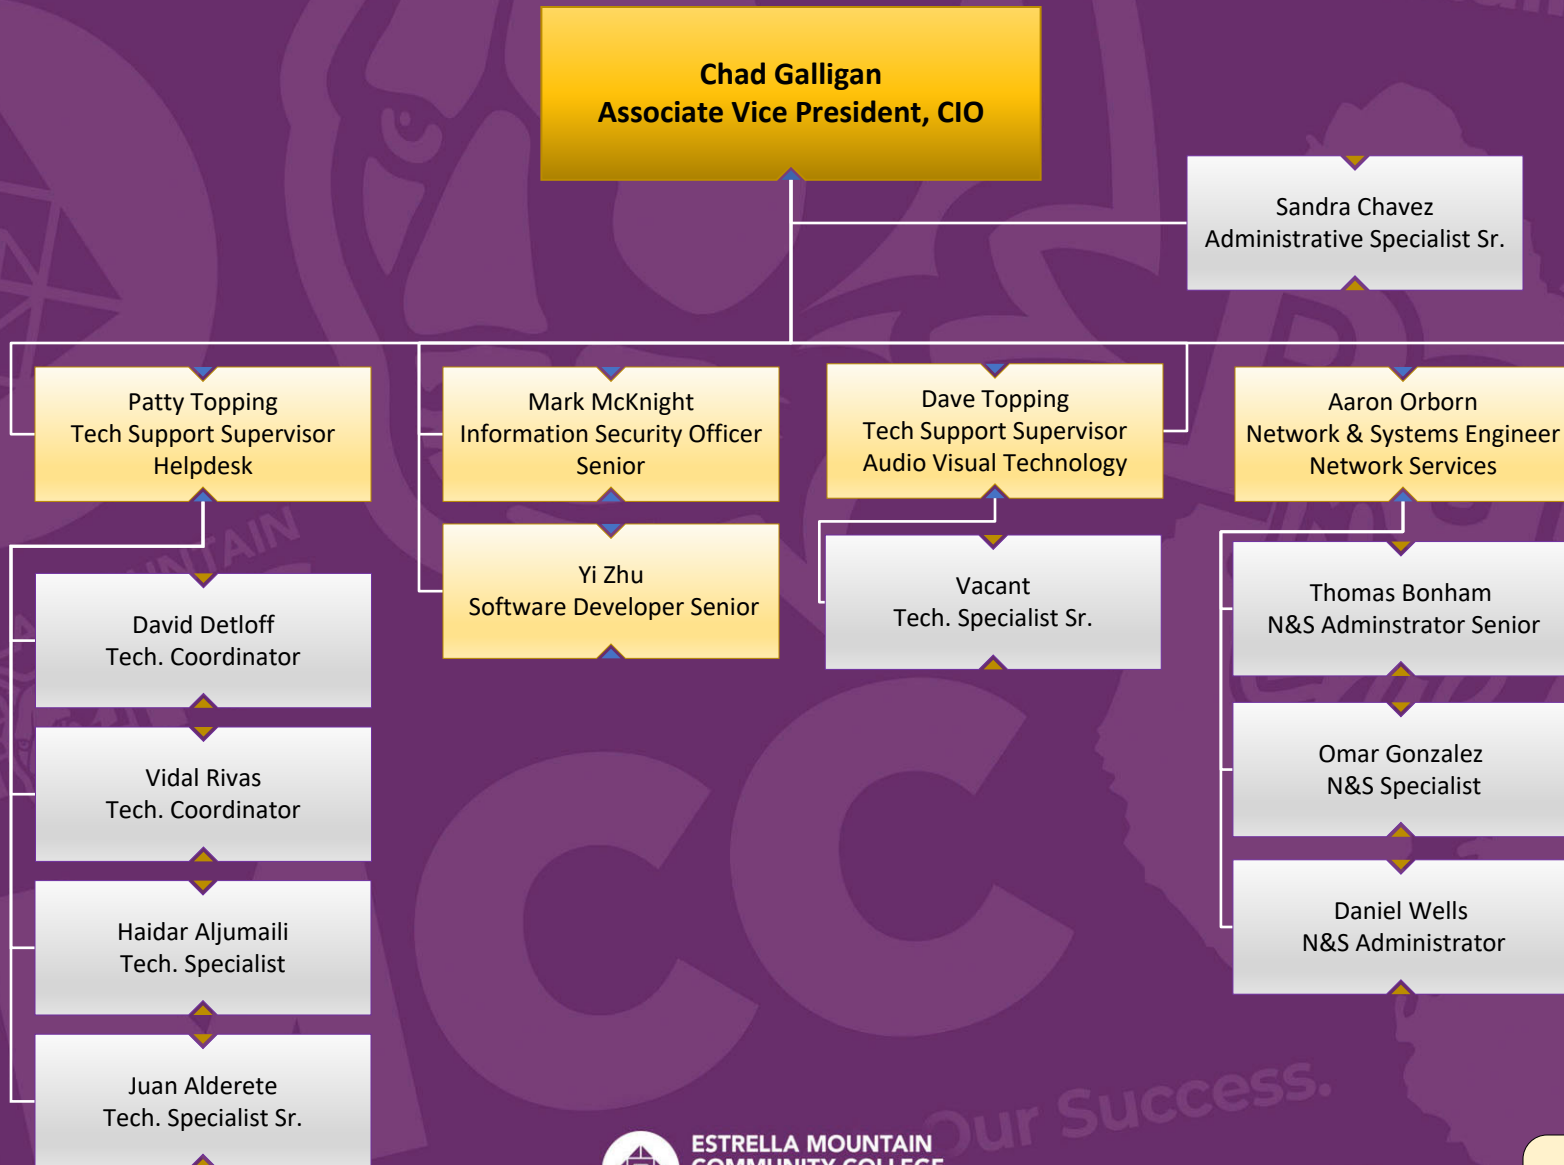 Chad Galligan
Associate Vice President, CIO
Sandra Chavez
Administrative Specialist Sr.
Patty Topping
Tech Support Supervisor
Helpdesk
Mark McKnight
Information Security Officer
Senior
Dave Topping
Tech Support Supervisor
Audio Visual Technology
Aaron Orborn
Network & Systems Engineer
Network Services
David Detloff
Tech. Coordinator
Yi Zhu
Software Developer Senior
Vacant
Tech. Specialist Sr.
Thomas Bonham
N&S Adminstrator Senior
Vidal Rivas
Tech. Coordinator
Omar Gonzalez
N&S Specialist
Haidar Aljumaili
Tech. Specialist
Daniel Wells
N&S Administrator
Juan Alderete
Tech. Specialist Sr.
Our Success.
ESTRELLA MOUNTAIN
COMMUNITY COLLEGE